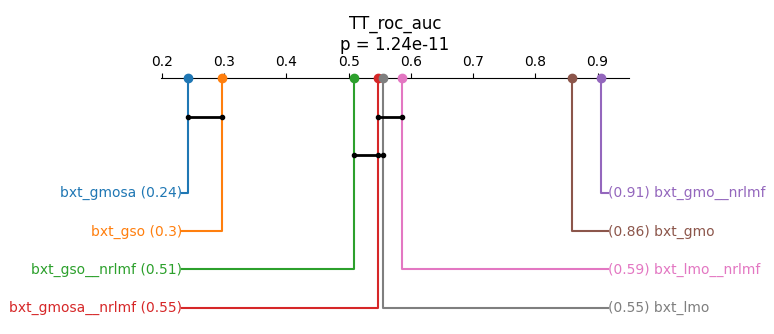 TT_roc_auc
p = 1.24e-11
0.2 0.3 0.4 0.5 0.6 0.7 0.8 0.9
bxt_gmosa (0.24) (0.91) bxt_gmo__nrlmf
bxt_gso (0.3) (0.86) bxt_gmo
bxt_gso__nrlmf (0.51) (0.59) bxt_lmo__nrlmf
bxt_gmosa__nrlmf (0.55) (0.55) bxt_lmo